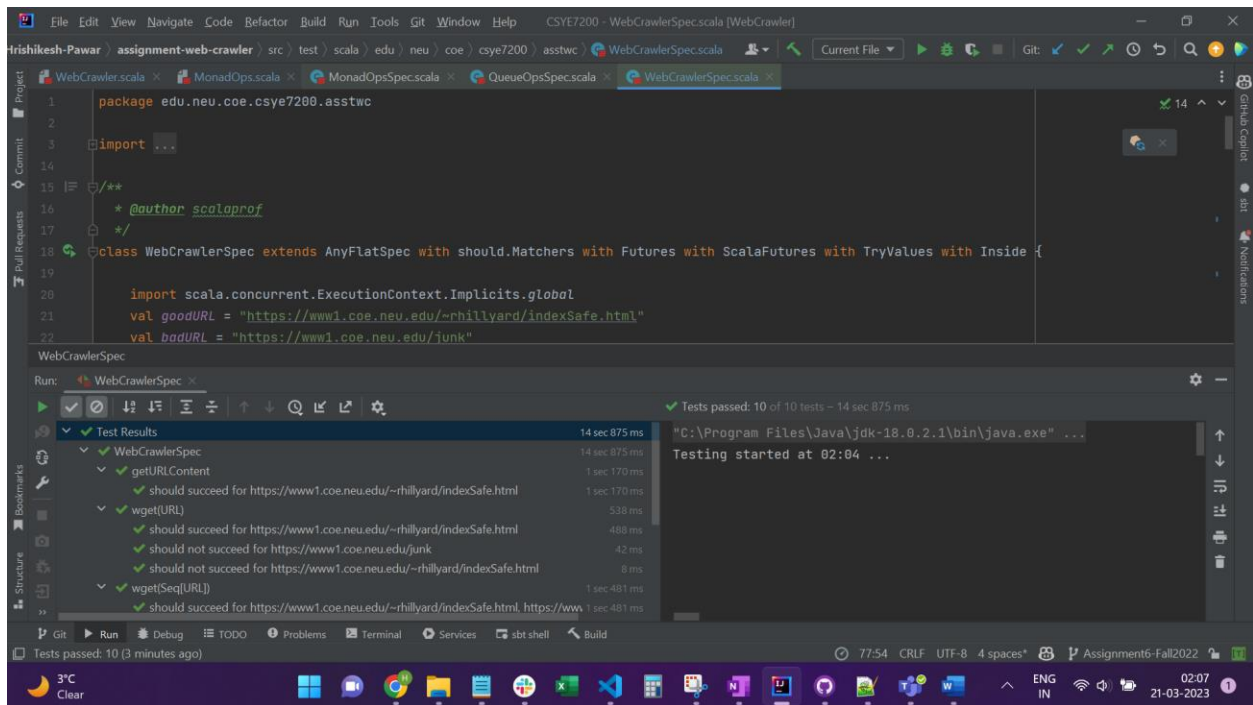 File Edit View Navigate Code Refactor Build Run Tools Git Window Help CSYE7200 - WebCrawlerSpec.scala [WebCrawler]
Hrishikesh-Pawar assignment-web-crawler src test scala edu neu coe csye7200 asstwc WebCrawlerSpec.scala Current File Git:
WebCrawler.scala MonadOps.scala MonadOpsSpec.scala QueueOpsSpec.scala WebCrawlerSpec.scala
Project
Commit
Pull Requests
1 package edu.neu.coe.csye7200.asstwc
14
2
3 import ...
14
15 /**
16 * @author scalaprof
17 */
18 class WebCrawlerSpec extends AnyFlatSpec with should.Matchers with Futures with ScalaFutures with TryValues with Inside {
19
20 import scala.concurrent.ExecutionContext.Implicits.global
21 val goodURL = "https://www1.coe.neu.edu/~rhillyard/indexSafe.html"
22 val badURL = "https://www1.coe.neu.edu/junk"
GitHub Copilot
sbt
Notifications
WebCrawlerSpec
Run: WebCrawlerSpec
Tests passed: 10 of 10 tests – 14 sec 875 ms
Test Results 14 sec 875 ms
WebCrawlerSpec 14 sec 875 ms
getURLContent 1 sec 170 ms
should succeed for https://www1.coe.neu.edu/~rhillyard/indexSafe.html 1 sec 170 ms
wget(URL) 538 ms
should succeed for https://www1.coe.neu.edu/~rhillyard/indexSafe.html 488 ms
should not succeed for https://www1.coe.neu.edu/junk 42 ms
should not succeed for https://www1.coe.neu.edu/~rhillyard/indexSafe.html 8 ms
wget(Seq[URL]) 1 sec 481 ms
should succeed for https://www1.coe.neu.edu/~rhillyard/indexSafe.html, https://www 1 sec 481 ms
"C:\Program Files\Java\jdk-18.0.2.1\bin\java.exe" ...
Testing started at 02:04 ...
Bookmarks
Structure
Git Run Debug TODO Problems Terminal Services sbt shell Build
Tests passed: 10 (3 minutes ago) 77:54 CRLF UTF-8 4 spaces* Assignment6-Fall2022
3°C
Clear
ENG
IN
02:07
21-03-2023
1